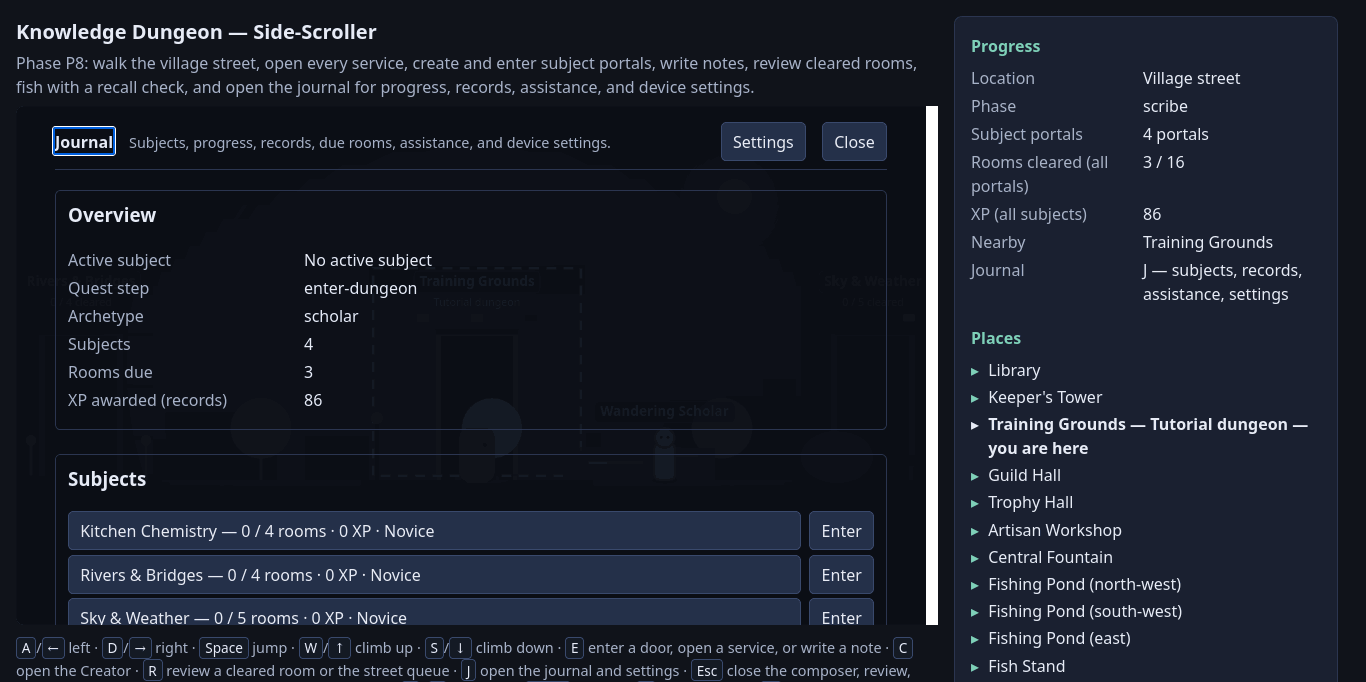 Knowledge Dungeon — Side-Scroller
Phase P8: walk the village street, open every service, create and enter subject portals, write notes, review cleared rooms,
fish with a recall check, and open the journal for progress, records, assistance, and device settings.
Journal Subjects, progress, records, due rooms, assistance, and device settings. Settings Close
Overview
Active subject No active subject
Quest step enter-dungeon
Archetype scholar
Subjects 4
Rooms due 3
XP awarded (records) 86
Training Grounds
Tutorial dungeon
Sky & Weather
Wandering Scholar
Subjects
Kitchen Chemistry — 0 / 4 rooms · 0 XP · Novice Enter
Rivers & Bridges — 0 / 4 rooms · 0 XP · Novice Enter
Sky & Weather — 0 / 5 rooms · 0 XP · Novice Enter
A/← left · D/→ right · Space jump · W/↑ climb up · S/↓ climb down · E enter a door, open a service, or write a note · C
open the Creator · R review a cleared room or the street queue · J open the journal and settings · Esc close the composer, review,
Progress
Location Village street
Phase scribe
Subject portals 4 portals
Rooms cleared (all 3 / 16
portals)
XP (all subjects) 86
Nearby Training Grounds
Journal J — subjects, records,
assistance, settings
Places
▸ Library
▸ Keeper's Tower
▸ Training Grounds — Tutorial dungeon —
you are here
▸ Guild Hall
▸ Trophy Hall
▸ Artisan Workshop
▸ Central Fountain
▸ Fishing Pond (north-west)
▸ Fishing Pond (south-west)
▸ Fishing Pond (east)
▸ Fish Stand